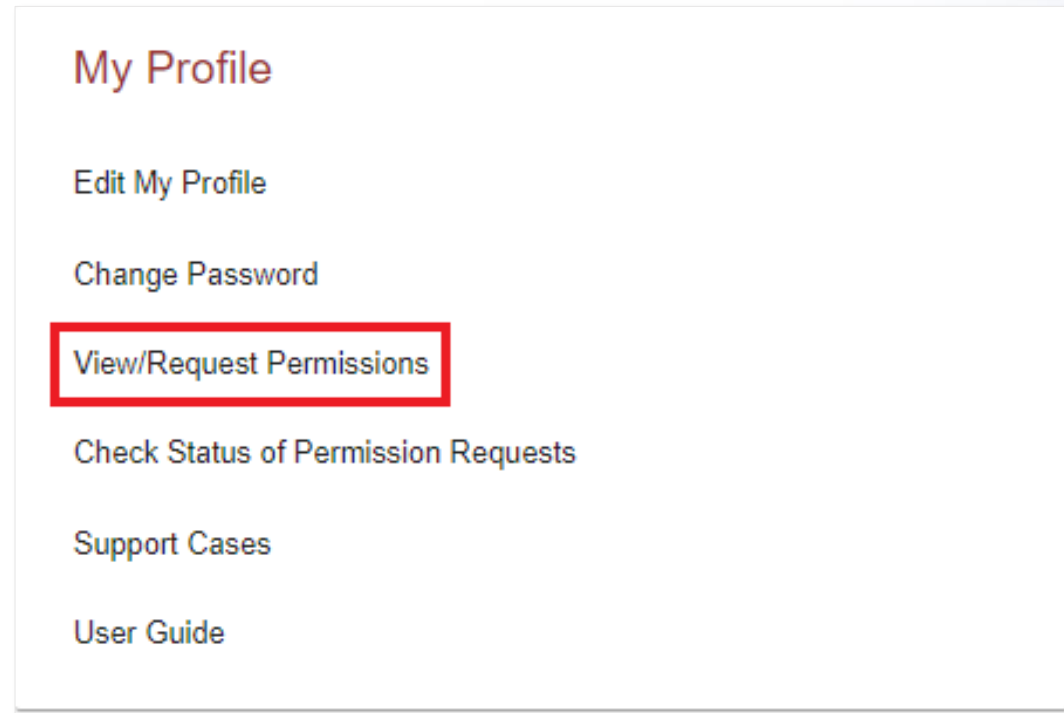 My Profile
Edit My Profile
Change Password
View/Request Permissions
Check Status of Permission Requests
Support Cases
User Guide